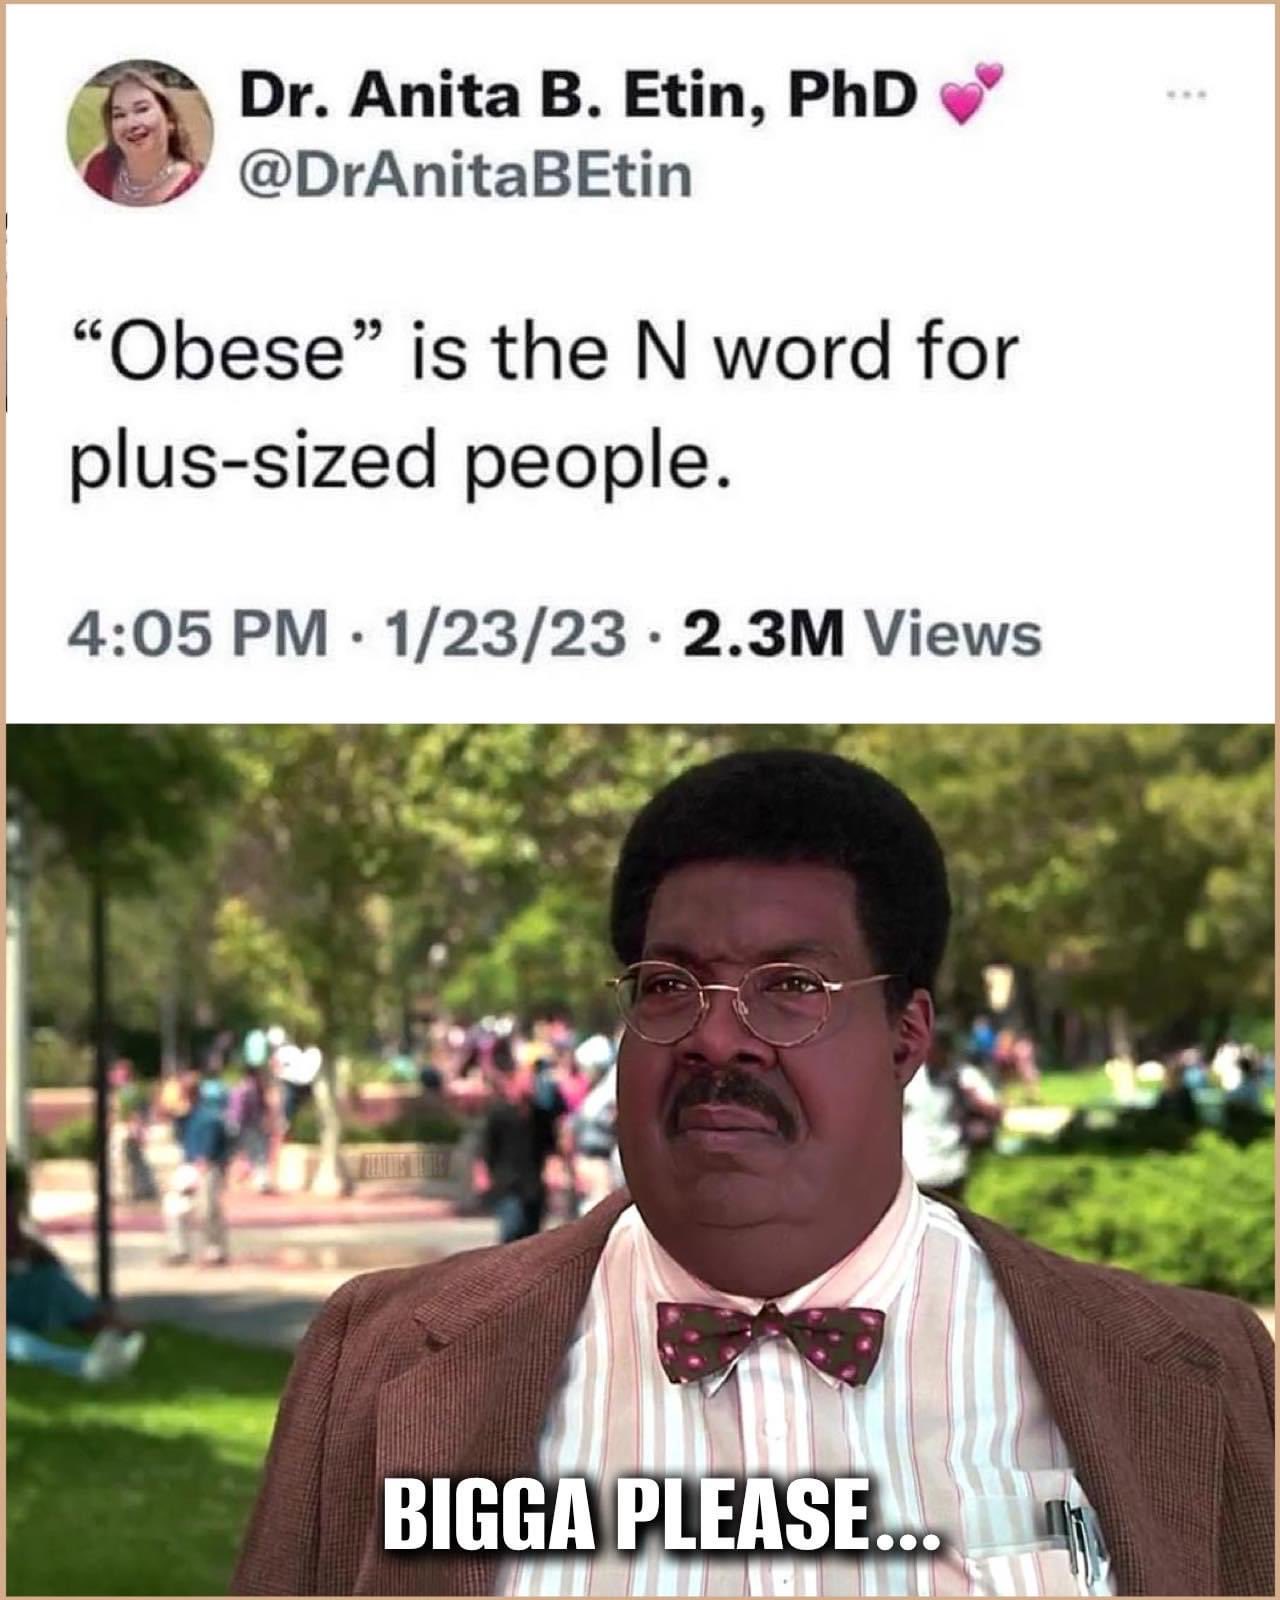 Dr. Anita B. Etin, PhD 💕
@DrAnitaBEtin
“Obese” is the N word for
plus-sized people.
4:05 PM · 1/23/23 · 2.3M Views
BIGGA PLEASE...